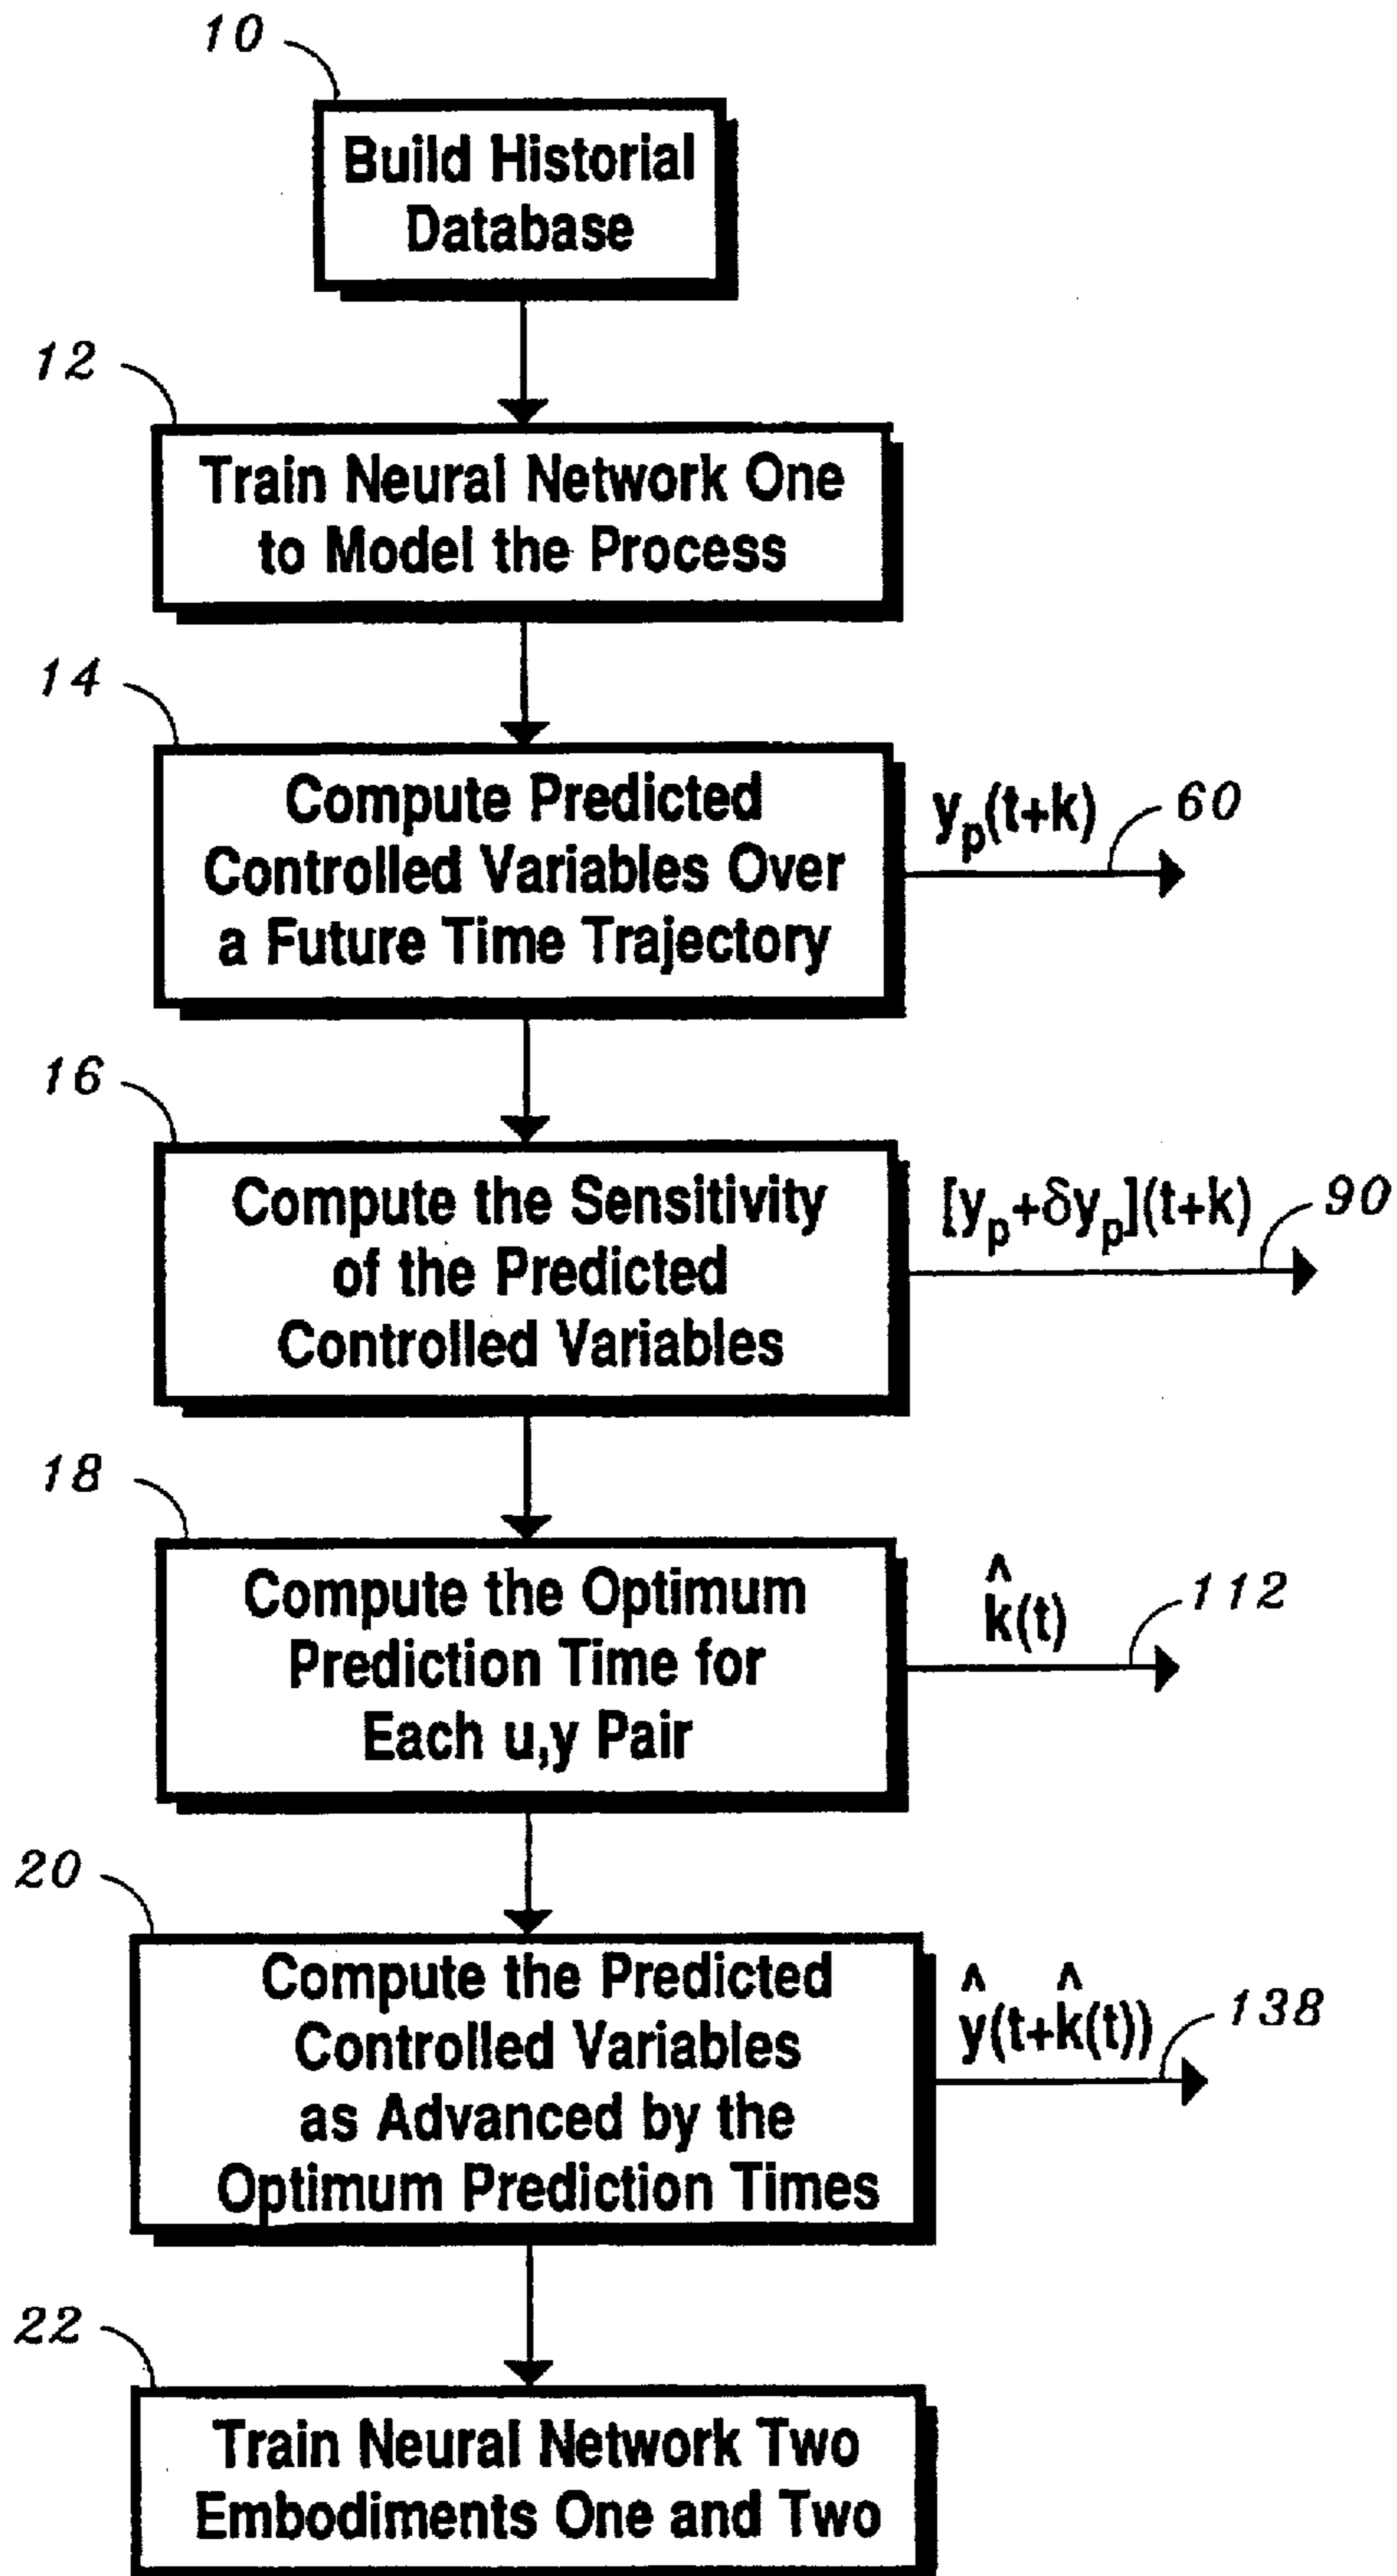 10
Build Historial
Database
12
Train Neural Network One
to Model the Process
14
Compute Predicted
Controlled Variables Over
a Future Time Trajectory
yp(t+k)
60
16
Compute the Sensitivity
of the Predicted
Controlled Variables
[yp+δyp](t+k)
90
18
Compute the Optimum
Prediction Time for
Each u,y Pair
k̂(t)
112
20
Compute the Predicted
Controlled Variables
as Advanced by the
Optimum Prediction Times
ŷ(t+k̂(t))
138
22
Train Neural Network Two
Embodiments One and Two